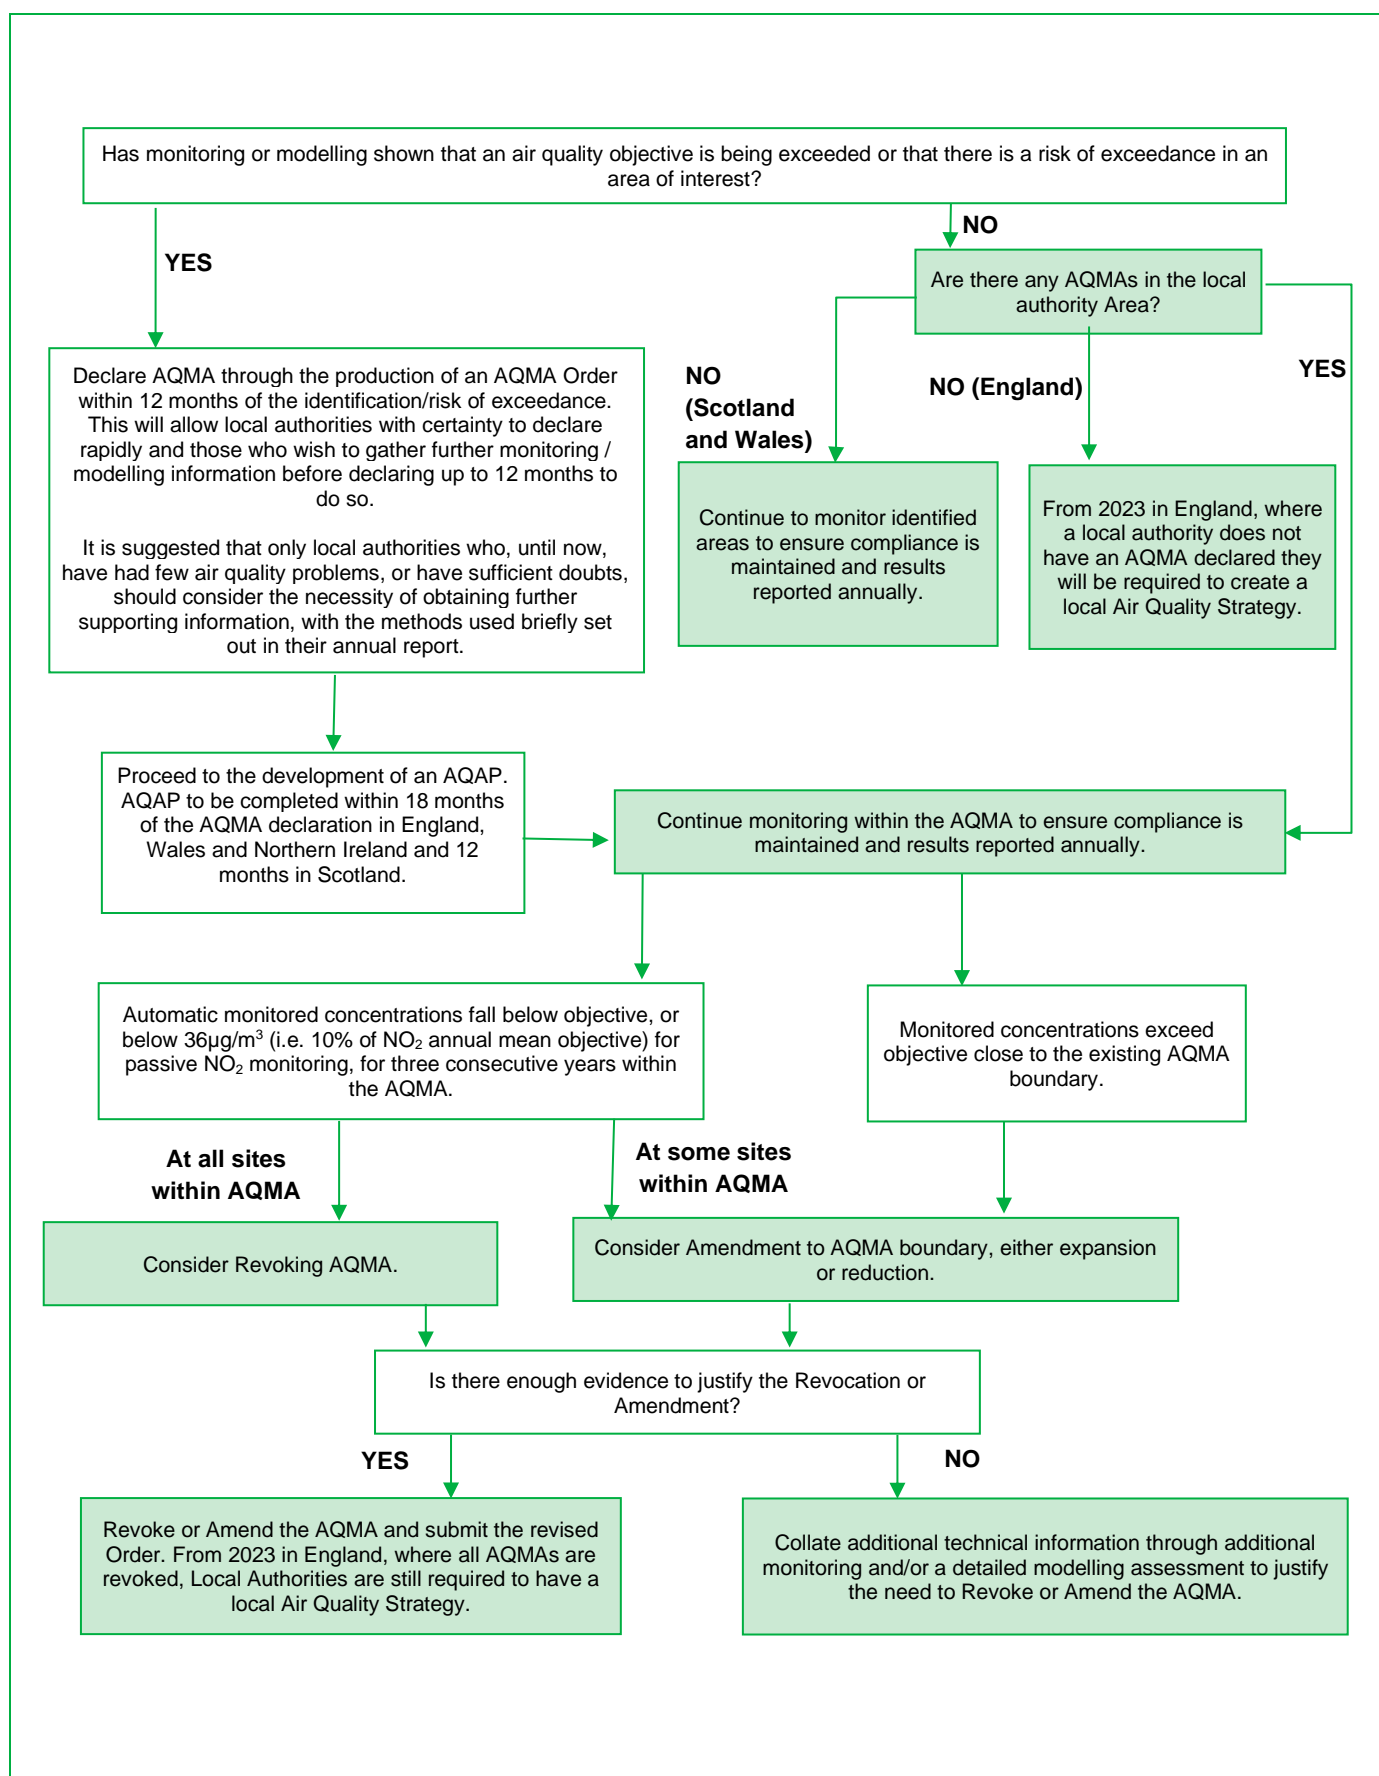 Has monitoring or modelling shown that an air quality objective is being exceeded or that there is a risk of exceedance in an
area of interest?
YES
NO
Are there any AQMAs in the local
authority Area?
NO
(Scotland
and Wales)
NO (England)
YES
Declare AQMA through the production of an AQMA Order
within 12 months of the identification/risk of exceedance.
This will allow local authorities with certainty to declare
rapidly and those who wish to gather further monitoring /
modelling information before declaring up to 12 months to
do so.
It is suggested that only local authorities who, until now,
have had few air quality problems, or have sufficient doubts,
should consider the necessity of obtaining further
supporting information, with the methods used briefly set
out in their annual report.
Continue to monitor identified
areas to ensure compliance is
maintained and results
reported annually.
From 2023 in England, where
a local authority does not
have an AQMA declared they
will be required to create a
local Air Quality Strategy.
Proceed to the development of an AQAP.
AQAP to be completed within 18 months
of the AQMA declaration in England,
Wales and Northern Ireland and 12
months in Scotland.
Continue monitoring within the AQMA to ensure compliance is
maintained and results reported annually.
Automatic monitored concentrations fall below objective, or
below 36µg/m³ (i.e. 10% of NO₂ annual mean objective) for
passive NO₂ monitoring, for three consecutive years within
the AQMA.
Monitored concentrations exceed
objective close to the existing AQMA
boundary.
At all sites
within AQMA
At some sites
within AQMA
Consider Revoking AQMA.
Consider Amendment to AQMA boundary, either expansion
or reduction.
Is there enough evidence to justify the Revocation or
Amendment?
YES
NO
Revoke or Amend the AQMA and submit the revised
Order. From 2023 in England, where all AQMAs are
revoked, Local Authorities are still required to have a
local Air Quality Strategy.
Collate additional technical information through additional
monitoring and/or a detailed modelling assessment to justify
the need to Revoke or Amend the AQMA.